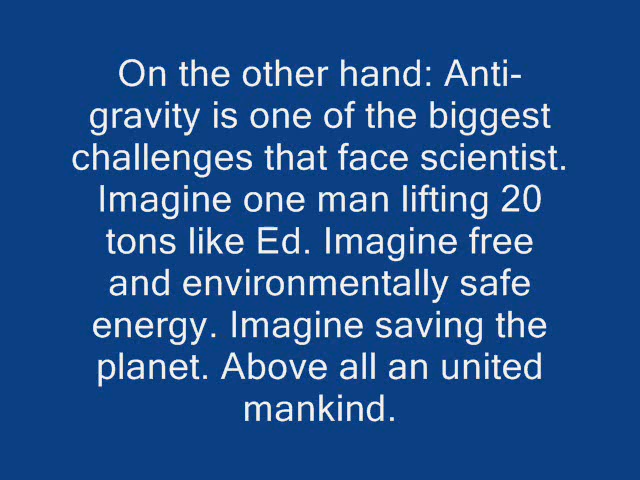 On the other hand: Anti-
gravity is one of the biggest
challenges that face scientist.
Imagine one man lifting 20
tons like Ed. Imagine free
and environmentally safe
energy. Imagine saving the
planet. Above all an united
mankind.